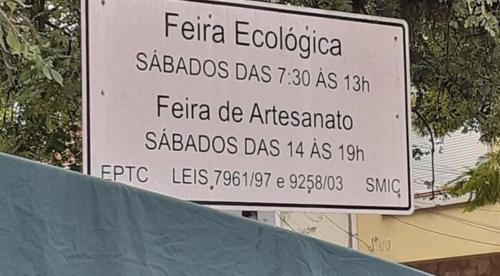 Feira Ecológica
SÁBADOS DAS 7:30 ÀS 13h
Feira de Artesanato
SÁBADOS DAS 14 ÀS 19h
EPTC LEIS 7961/97 e 9258/03 SMIC